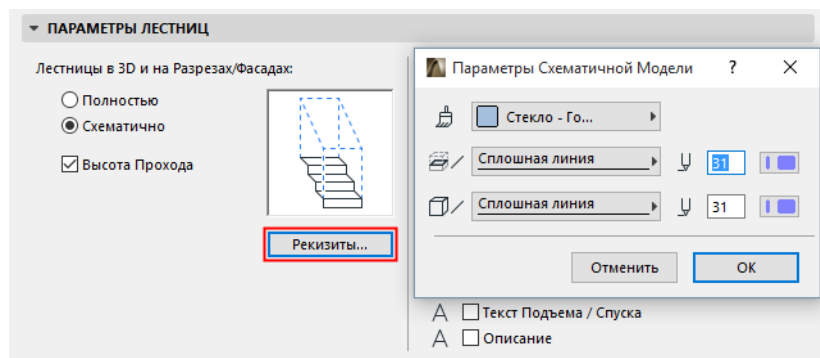 ПАРАМЕТРЫ ЛЕСТНИЦ
Лестницы в 3D и на Разрезах/Фасадах:
Полностью
Схематично
Высота Прохода
Рекизиты...
Параметры Схематичной Модели ?
Стекло - Го...
Сплошная линия 31
Сплошная линия 31
Отменить OK
Текст Подъема / Спуска
Описание